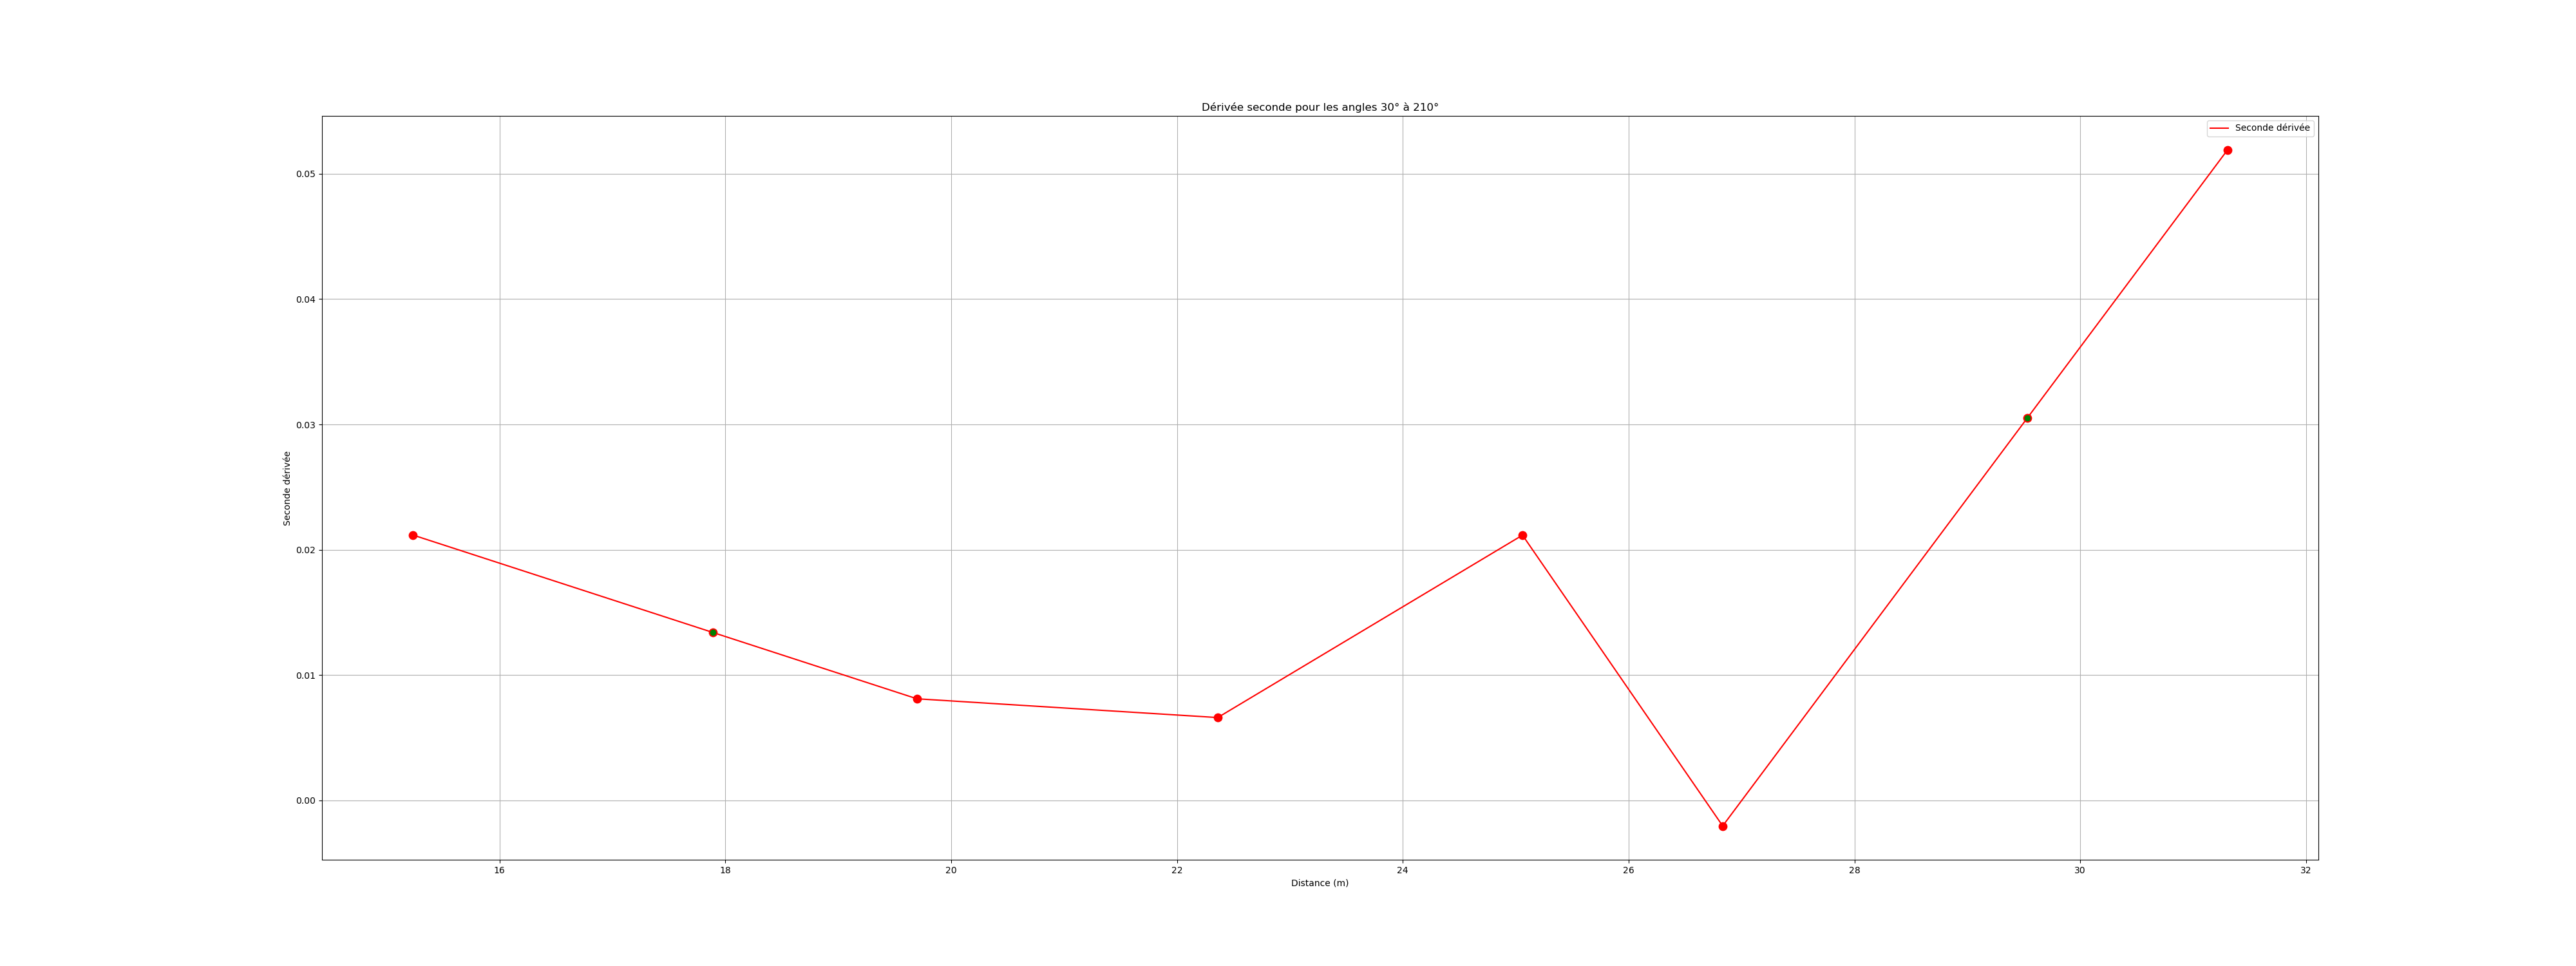 Dérivée seconde pour les angles 30° à 210°
Seconde dérivée
0.05
0.04
0.03
0.02
0.01
0.00
Seconde dérivée
16 18 20 22 24 26 28 30 32
Distance (m)